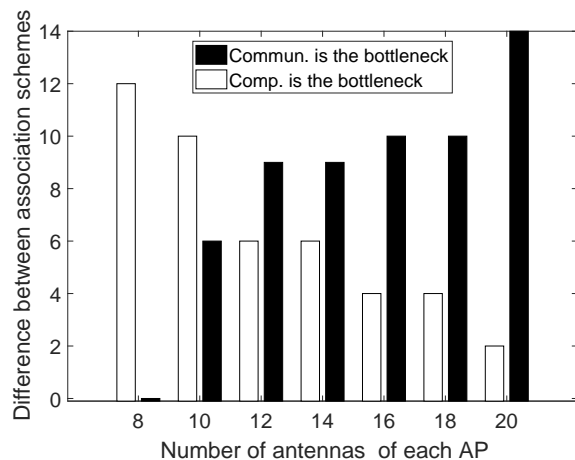 14
12
10
8
6
4
2
0
Difference between association schemes
Commun. is the bottleneck
Comp. is the bottleneck
8 10 12 14 16 18 20
Number of antennas of each AP